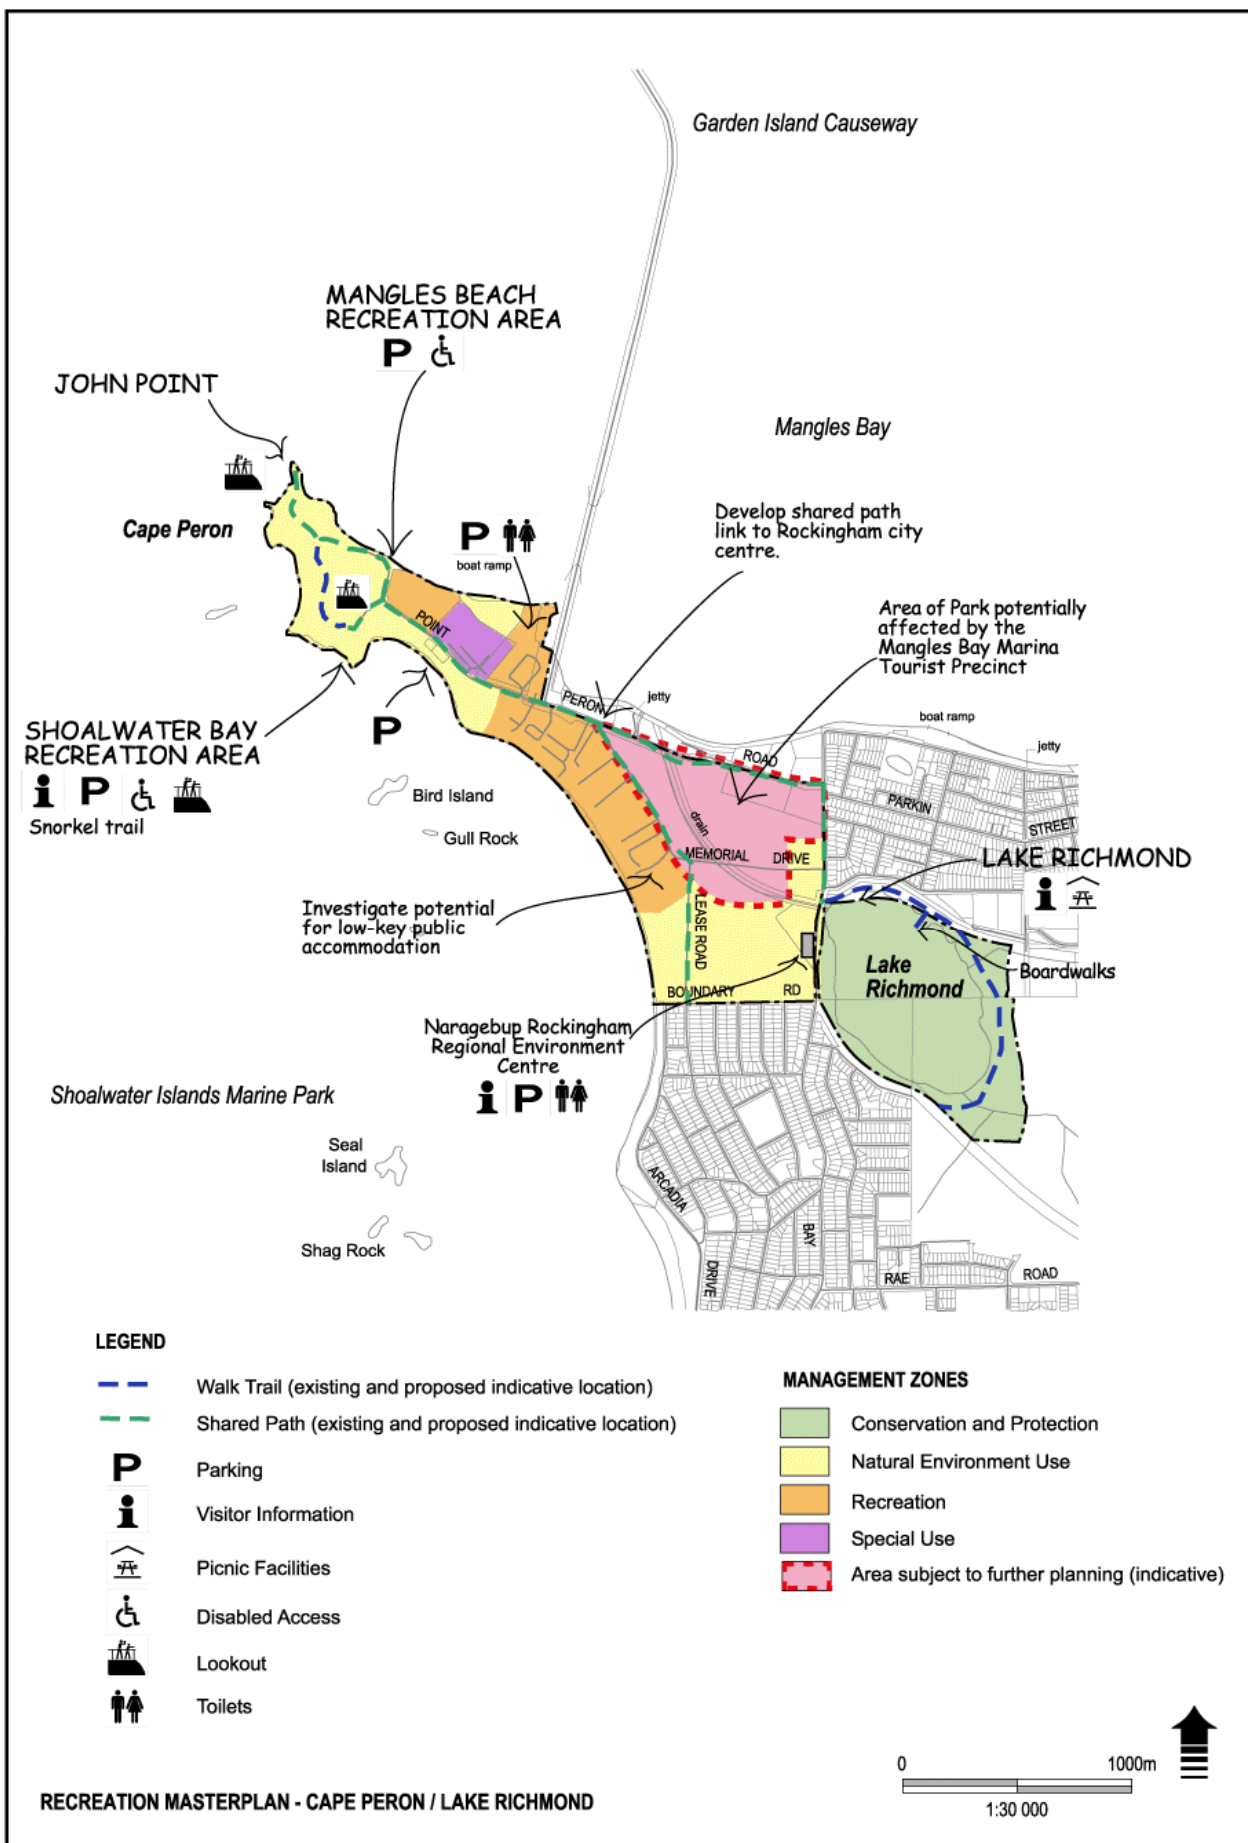 Garden Island Causeway
MANGLES BEACH
RECREATION AREA
P
JOHN POINT
Mangles Bay
Cape Peron
P
boat ramp
Develop shared path
link to Rockingham city
centre.
Area of Park potentially
affected by the
Mangles Bay Marina
Tourist Precinct
POINT
PERON
ROAD
jetty
boat ramp
jetty
SHOALWATER BAY
RECREATION AREA
P
Snorkel trail
P
Bird Island
Gull Rock
PARKIN
STREET
drain
MEMORIAL DRIVE
LAKE RICHMOND
Investigate potential
for low-key public
accommodation
LEASE ROAD
Lake
Richmond
Boardwalks
BOUNDARY RD
Naragebup Rockingham
Regional Environment
Centre
P
Shoalwater Islands Marine Park
Seal
Island
Shag Rock
ARCADIA
DRIVE
BAY
RAE ROAD
LEGEND
Walk Trail (existing and proposed indicative location)
Shared Path (existing and proposed indicative location)
P Parking
Visitor Information
Picnic Facilities
Disabled Access
Lookout
Toilets
MANAGEMENT ZONES
Conservation and Protection
Natural Environment Use
Recreation
Special Use
Area subject to further planning (indicative)
0 1000m
1:30 000
RECREATION MASTERPLAN - CAPE PERON / LAKE RICHMOND